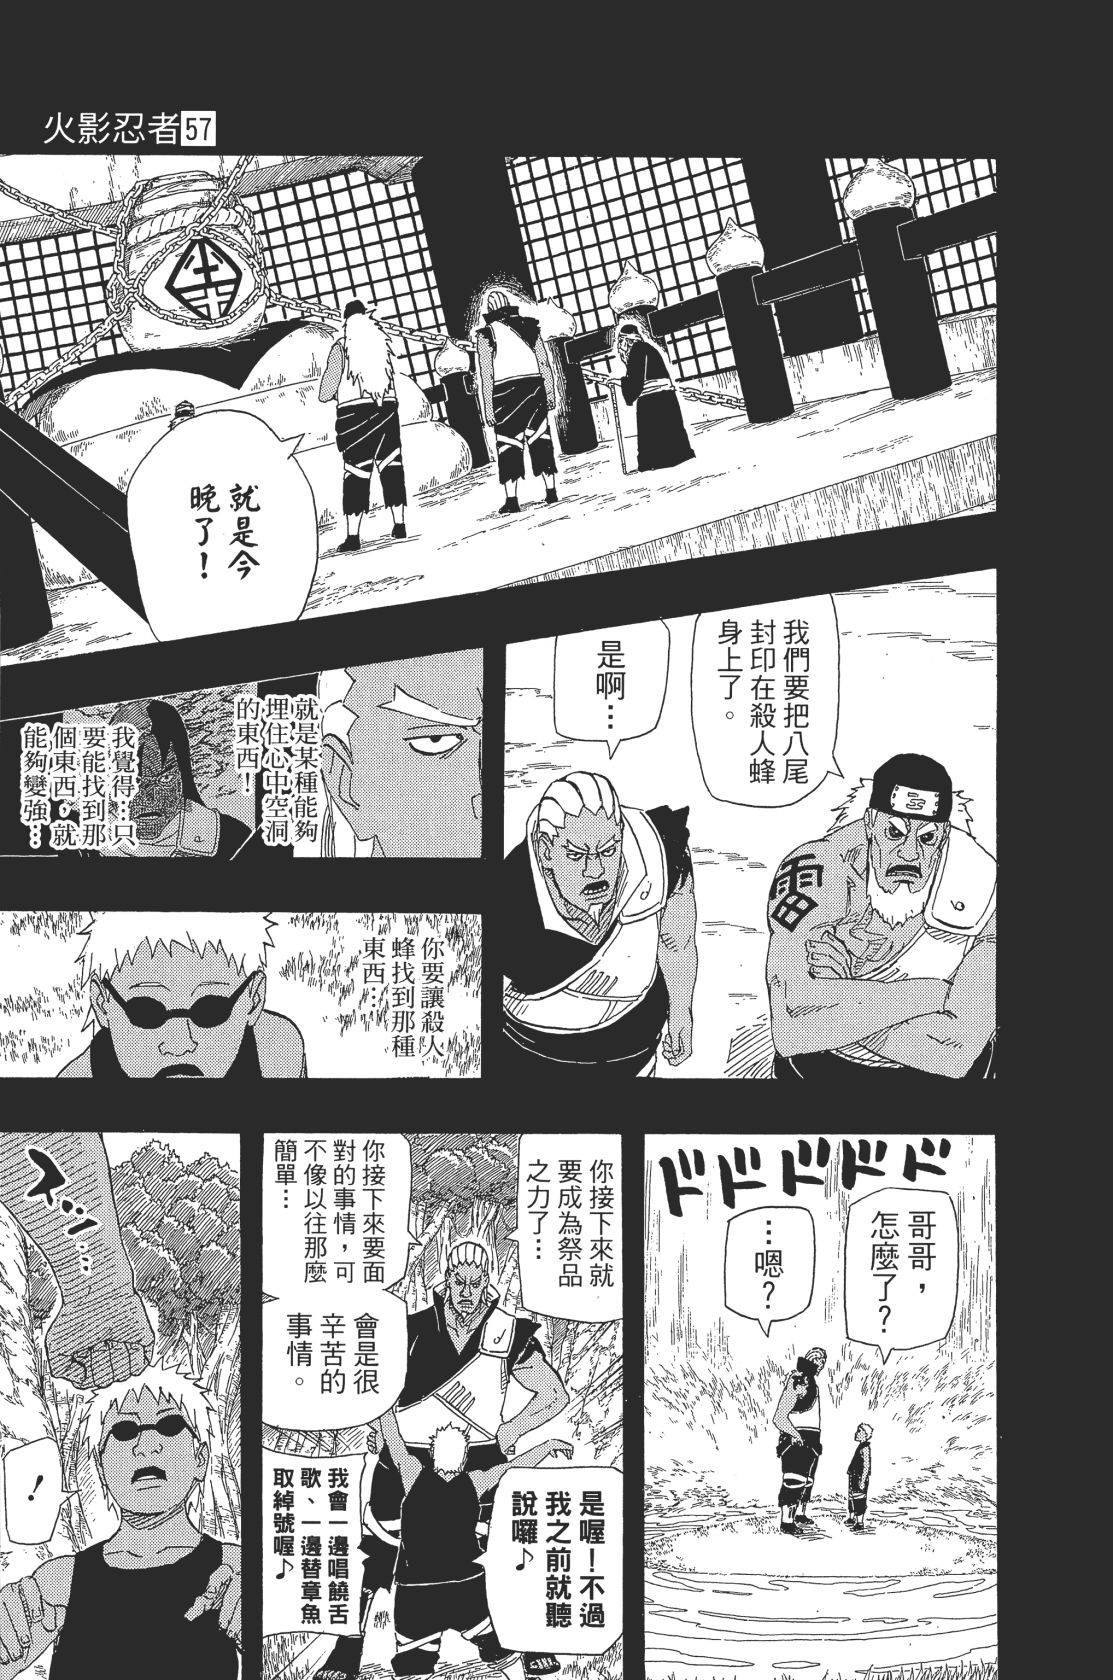 火影忍者57
就是今
晚了！
我們要把八尾
封印在殺人蜂
身上了。
是啊…
雷
就是某種能夠
埋住心中空洞
的東西！
我覺得…只
要能找到那
個東西，就
能夠變強…
你要讓殺人
蜂找到那種
東西…
ドドドドド
哥哥，
怎麼了？
…嗯？
你接下來就
要成為祭品
之力了…
你接下來要面
對的事情，可
不像以往那麼
簡單…
會是很
辛苦的
事情。
是喔！不過
我之前就聽
說囉♪
我會一邊唱饒舌
歌、一邊替章魚
取綽號喔♪
スッ…
！